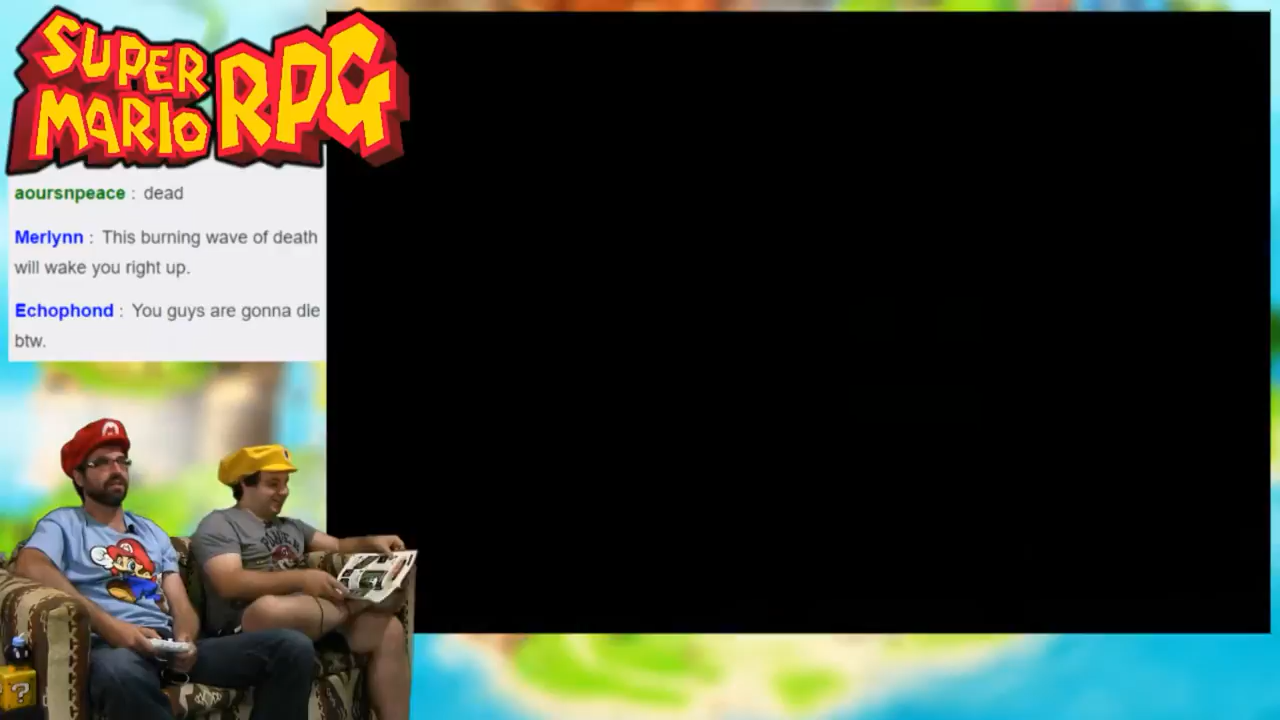 SUPER
MARIO RPG
aoursnpeace : dead
Merlynn : This burning wave of death
will wake you right up.
Echophond : You guys are gonna dIe
btw.
M
?